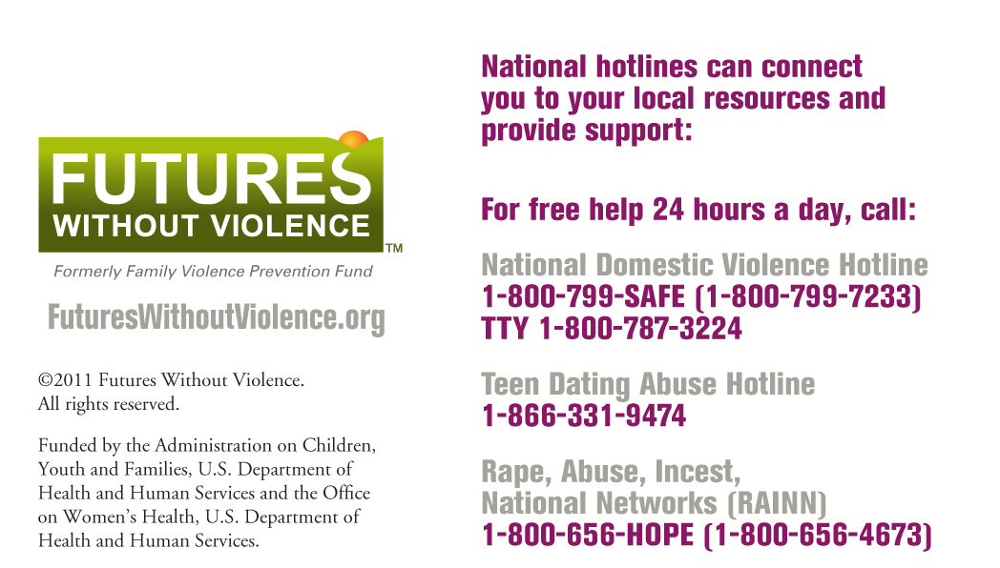 FUTURES
WITHOUT VIOLENCE
TM
Formerly Family Violence Prevention Fund
FuturesWithoutViolence.org
©2011 Futures Without Violence.
All rights reserved.
Funded by the Administration on Children,
Youth and Families, U.S. Department of
Health and Human Services and the Office
on Women's Health, U.S. Department of
Health and Human Services.
National hotlines can connect
you to your local resources and
provide support:
For free help 24 hours a day, call:
National Domestic Violence Hotline
1-800-799-SAFE (1-800-799-7233)
TTY 1-800-787-3224
Teen Dating Abuse Hotline
1-866-331-9474
Rape, Abuse, Incest,
National Networks (RAINN)
1-800-656-HOPE (1-800-656-4673)